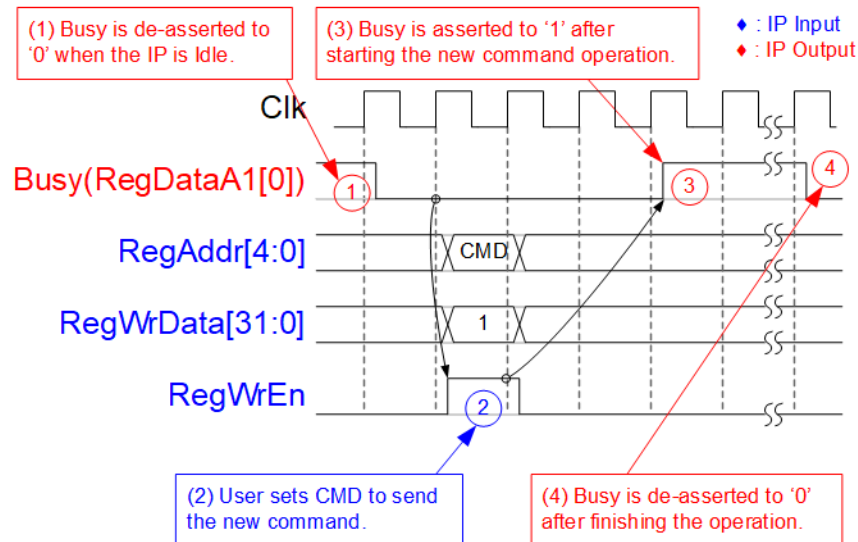 (1) Busy is de-asserted to
‘0’ when the IP is Idle.
(3) Busy is asserted to ‘1’ after
starting the new command operation.
♦ : IP Input
♦ : IP Output
Clk
Busy(RegDataA1[0])
1
3
4
RegAddr[4:0]
CMD
RegWrData[31:0]
1
RegWrEn
2
(2) User sets CMD to send
the new command.
(4) Busy is de-asserted to ‘0’
after finishing the operation.